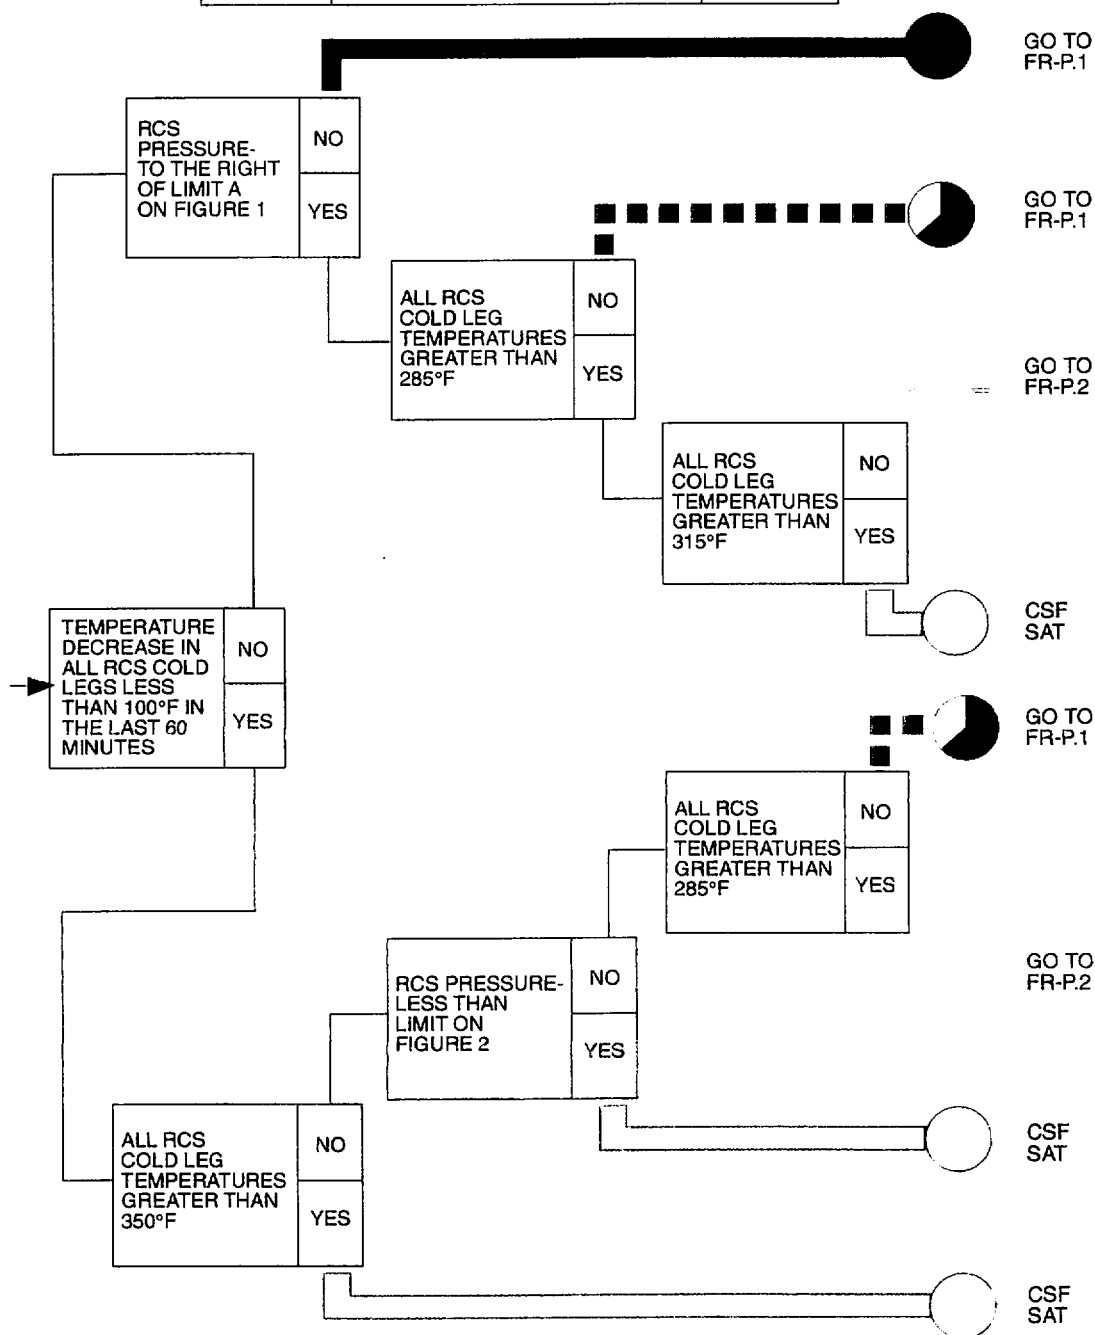 GO TO
FR-P.1
RCS
PRESSURE-
TO THE RIGHT
OF LIMIT A
ON FIGURE 1
NO
YES
GO TO
FR-P.1
ALL RCS
COLD LEG
TEMPERATURES
GREATER THAN
285°F
NO
YES
GO TO
FR-P.2
ALL RCS
COLD LEG
TEMPERATURES
GREATER THAN
315°F
NO
YES
CSF
SAT
TEMPERATURE
DECREASE IN
ALL RCS COLD
LEGS LESS
THAN 100°F IN
THE LAST 60
MINUTES
NO
YES
GO TO
FR-P.1
ALL RCS
COLD LEG
TEMPERATURES
GREATER THAN
285°F
NO
YES
GO TO
FR-P.2
RCS PRESSURE-
LESS THAN
LIMIT ON
FIGURE 2
NO
YES
CSF
SAT
ALL RCS
COLD LEG
TEMPERATURES
GREATER THAN
350°F
NO
YES
CSF
SAT